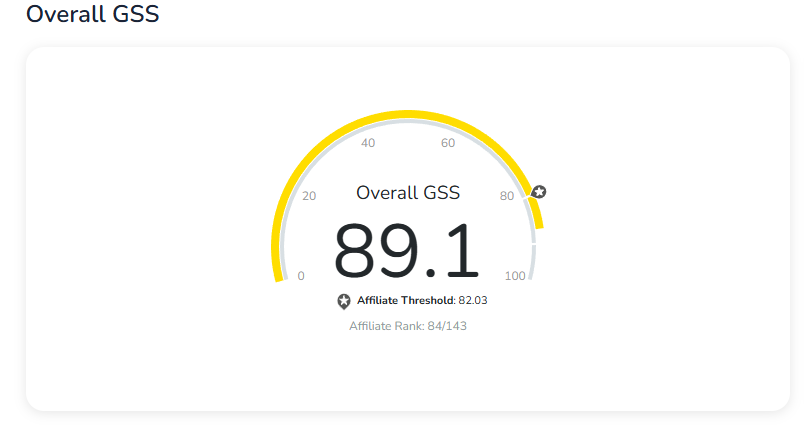 Overall GSS
40 60
20 80
Overall GSS
89.1
0 100
Affiliate Threshold: 82.03
Affiliate Rank: 84/143